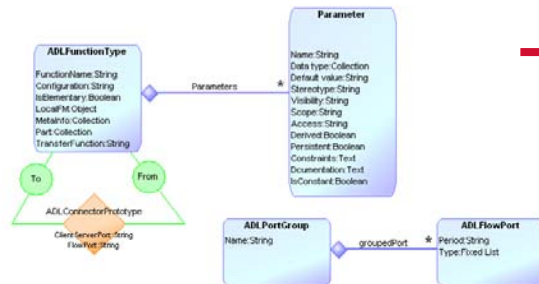 Parameter
Name:String
Data type:Collection
Default value:String
Stereotype:String
Visibility:String
Scope:String
Access:String
Derived:Boolean
Persistent:Boolean
Constraints:Text
Dcumentation:Text
IsConstant:Boolean
ADLFunctionType
FunctionName:String
Configuration:String
IsElementary:Boolean
LocalFM:Object
MetaInfo:Collection
Part:Collection
TransferFunction:String
Parameters
*
To
From
ADLConnectorPrototype
ClientServerPort:String
FlowPort:String
ADLPortGroup
Name:String
groupedPort
*
ADLFlowPort
Period:String
Type:Fixed List